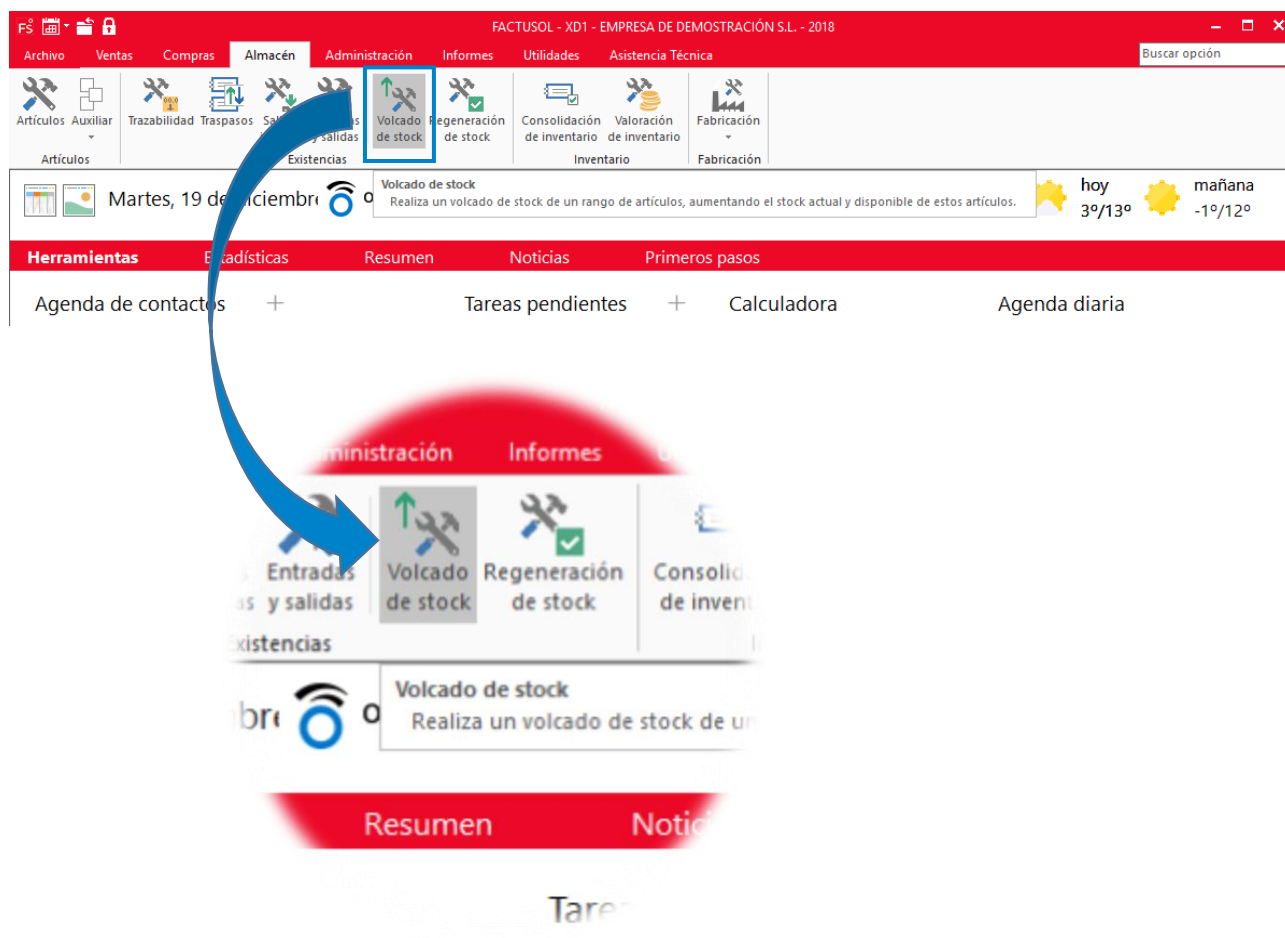 FS
FACTUSOL - XD1 - EMPRESA DE DEMOSTRACIÓN S.L. - 2018
Archivo Ventas Compras Almacén Administración Informes Utilidades Asistencia Técnica Buscar opción
Artículos Auxiliar Trazabilidad Traspasos Volcado Regeneración Consolidación Valoración Fabricación
y salidas de stock de stock de inventario de inventario
Artículos Existencias Inventario Fabricación
Martes, 19 de
Volcado de stock
Realiza un volcado de stock de un rango de artículos, aumentando el stock actual y disponible de estos artículos.
hoy mañana
3º/13º -1º/12º
Herramientas Estadísticas Resumen Noticias Primeros pasos
Agenda de contactos + Tareas pendientes + Calculadora Agenda diaria
Informes
Entradas Volcado Regeneración
y salidas de stock de stock
Existencias
Volcado de stock
Realiza un volcado de stock de
Resumen